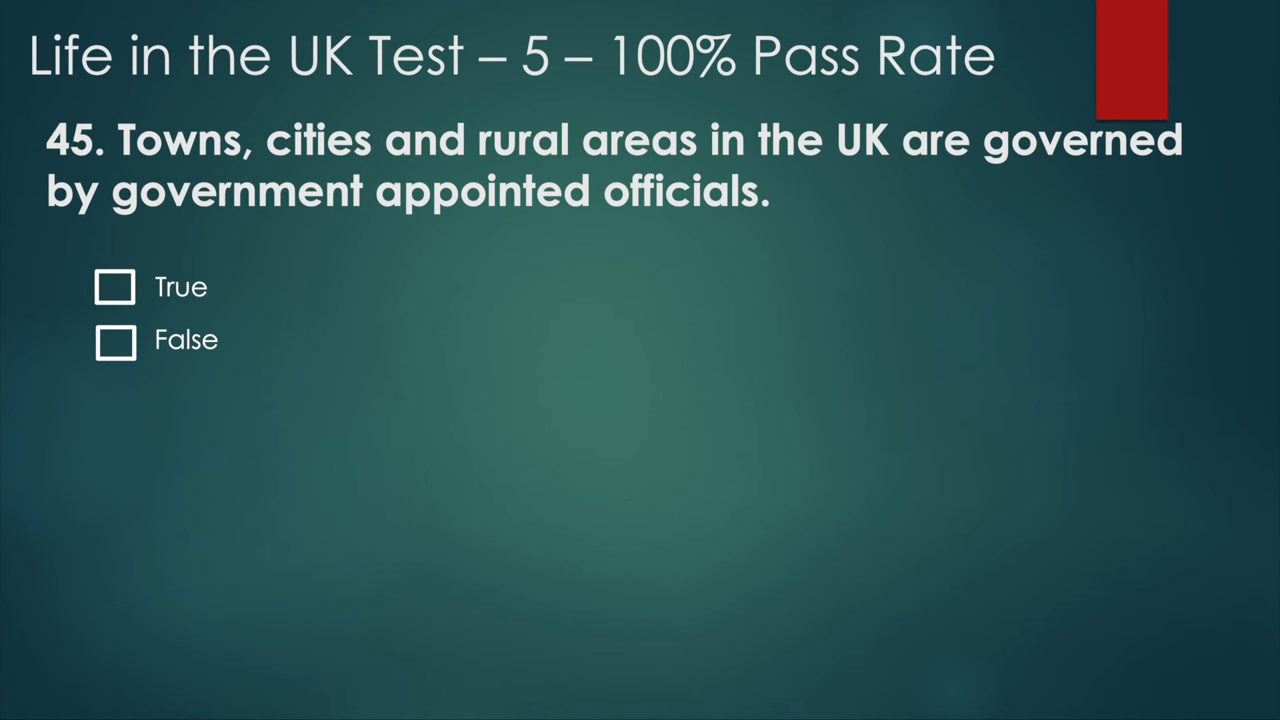 Life in the UK Test – 5 – 100% Pass Rate
45. Towns, cities and rural areas in the UK are governed
by government appointed officials.
True
False